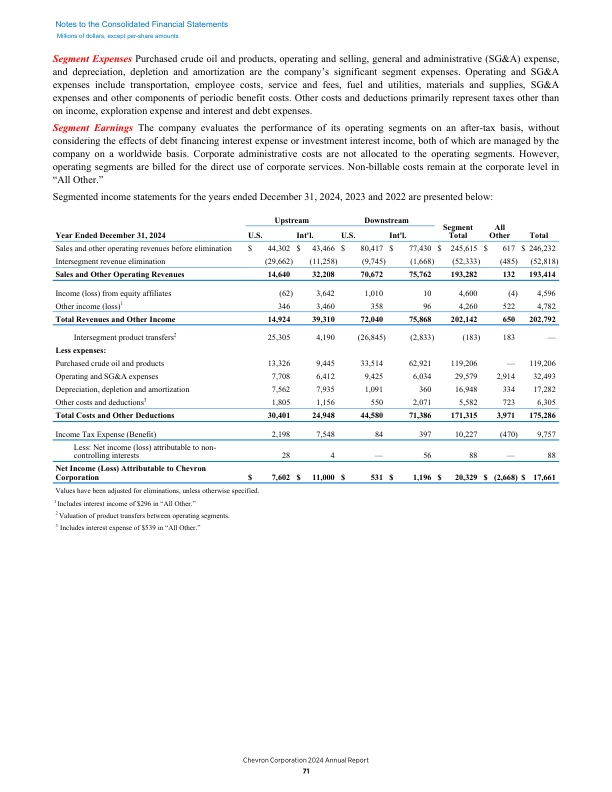 Notes to the Consolidated Financial Statements
Millions of dollars, except per-share amounts
Segment Expenses Purchased crude oil and products, operating and selling, general and administrative (SG&A) expense,
and depreciation, depletion and amortization are the company's significant segment expenses. Operating and SG&A
expenses include transportation, employee costs, service and fees, fuel and utilities, materials and supplies, SG&A
expenses and other components of periodic benefit costs. Other costs and deductions primarily represent taxes other than
on income, exploration expense and interest and debt expenses.
Segment Earnings The company evaluates the performance of its operating segments on an after-tax basis, without
considering the effects of debt financing interest expense or investment interest income, both of which are managed by the
company on a worldwide basis. Corporate administrative costs are not allocated to the operating segments. However,
operating segments are billed for the direct use of corporate services. Non-billable costs remain at the corporate level in
“All Other.”
Segmented income statements for the years ended December 31, 2024, 2023 and 2022 are presented below:
Upstream Downstream
Year Ended December 31, 2024 U.S. Int'l. U.S. Int'l. Segment Total All Other Total
Sales and other operating revenues before elimination $ 44,302 $ 43,466 $ 80,417 $ 77,430 $ 245,615 $ 617 $ 246,232
Intersegment revenue elimination (29,662) (11,258) (9,745) (1,668) (52,333) (485) (52,818)
Sales and Other Operating Revenues 14,640 32,208 70,672 75,762 193,282 132 193,414
Income (loss) from equity affiliates (62) 3,642 1,010 10 4,600 (4) 4,596
Other income (loss)1 346 3,460 358 96 4,260 522 4,782
Total Revenues and Other Income 14,924 39,310 72,040 75,868 202,142 650 202,792
Intersegment product transfers2 25,305 4,190 (26,845) (2,833) (183) 183 —
Less expenses:
Purchased crude oil and products 13,326 9,445 33,514 62,921 119,206 — 119,206
Operating and SG&A expenses 7,708 6,412 9,425 6,034 29,579 2,914 32,493
Depreciation, depletion and amortization 7,562 7,935 1,091 360 16,948 334 17,282
Other costs and deductions3 1,805 1,156 550 2,071 5,582 723 6,305
Total Costs and Other Deductions 30,401 24,948 44,580 71,386 171,315 3,971 175,286
Income Tax Expense (Benefit) 2,198 7,548 84 397 10,227 (470) 9,757
Less: Net income (loss) attributable to non-
controlling interests 28 4 — 56 88 — 88
Net Income (Loss) Attributable to Chevron
Corporation $ 7,602 $ 11,000 $ 531 $ 1,196 $ 20,329 $ (2,668) $ 17,661
Values have been adjusted for eliminations, unless otherwise specified.
1 Includes interest income of $296 in “All Other.”
2 Valuation of product transfers between operating segments.
3 Includes interest expense of $539 in “All Other.”
Chevron Corporation 2024 Annual Report
71